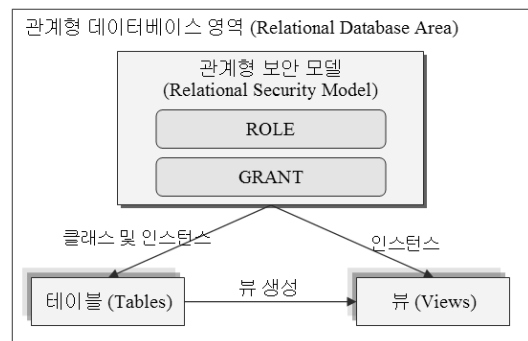 관계형 데이터베이스 영역 (Relational Database Area)
관계형 보안 모델
(Relational Security Model)
ROLE
GRANT
클래스 및 인스턴스
인스턴스
테이블 (Tables)
뷰 생성
뷰 (Views)